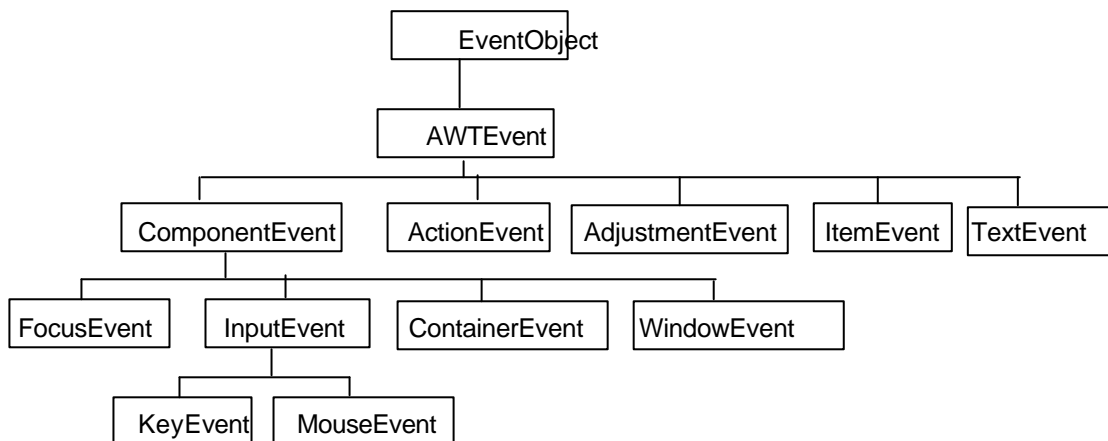 EventObject
AWTEvent
ComponentEvent
ActionEvent
AdjustmentEvent
ItemEvent
TextEvent
FocusEvent
InputEvent
ContainerEvent
WindowEvent
KeyEvent
MouseEvent